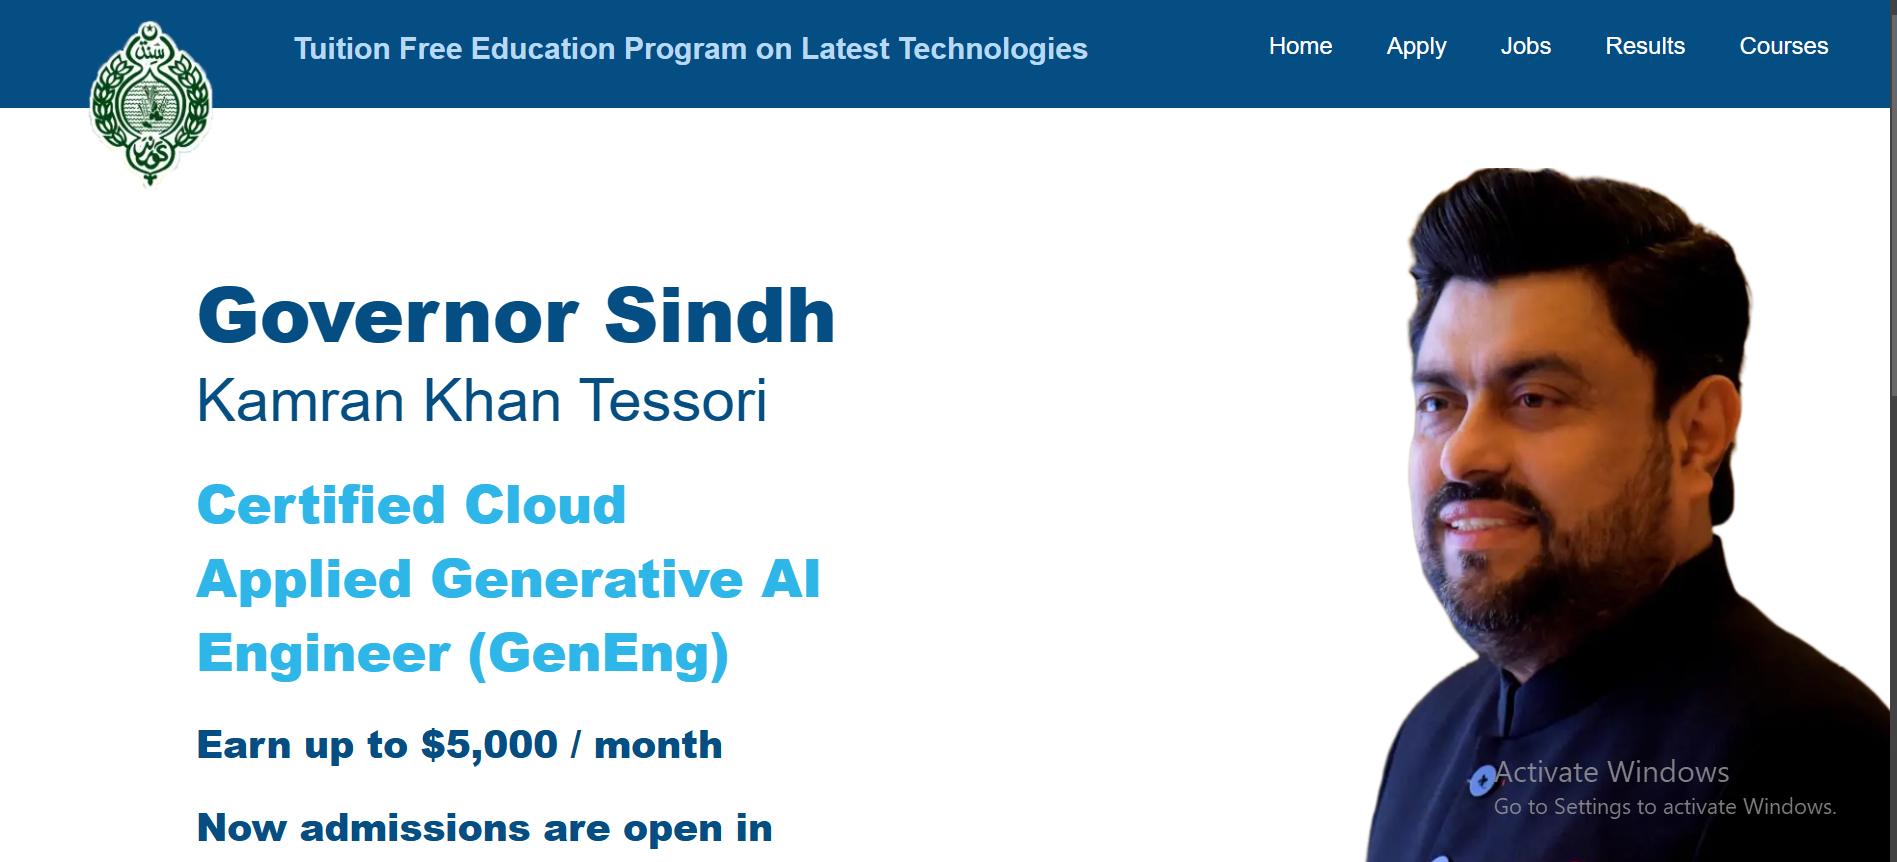 سندھ
گورنر
Tuition Free Education Program on Latest Technologies
Home
Apply
Jobs
Results
Courses
Governor Sindh
Kamran Khan Tessori
Certified Cloud
Applied Generative AI
Engineer (GenEng)
Earn up to $5,000 / month
Now admissions are open in
Activate Windows
Go to Settings to activate Windows.